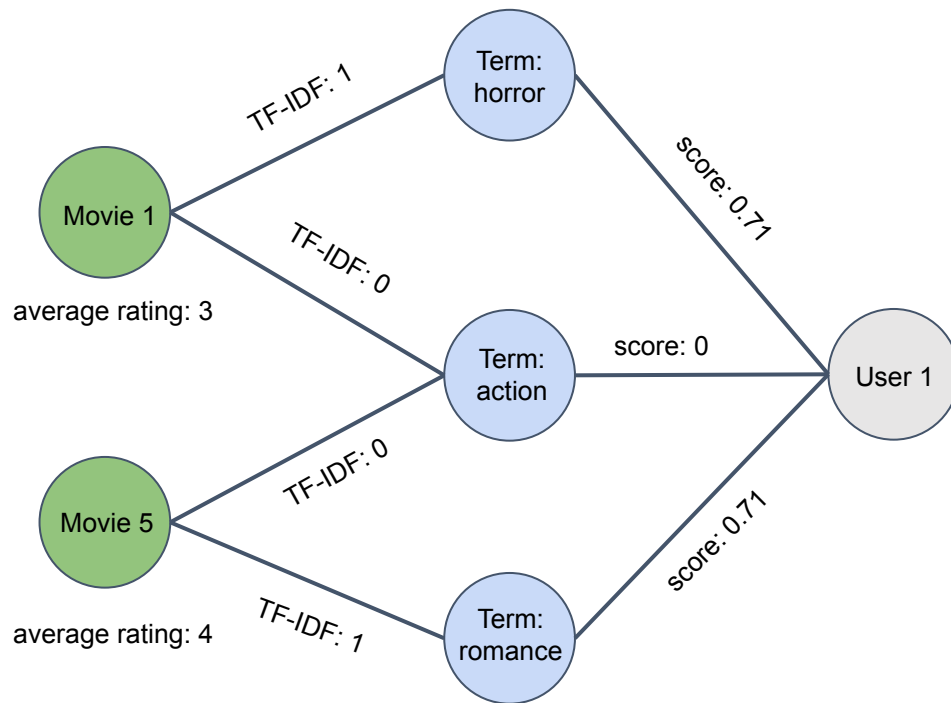 Term:
horror
TF-IDF: 1
score: 0.71
Movie 1
TF-IDF: 0
average rating: 3
Term:
action
score: 0
User 1
TF-IDF: 0
Movie 5
score: 0.71
average rating: 4
TF-IDF: 1
Term:
romance